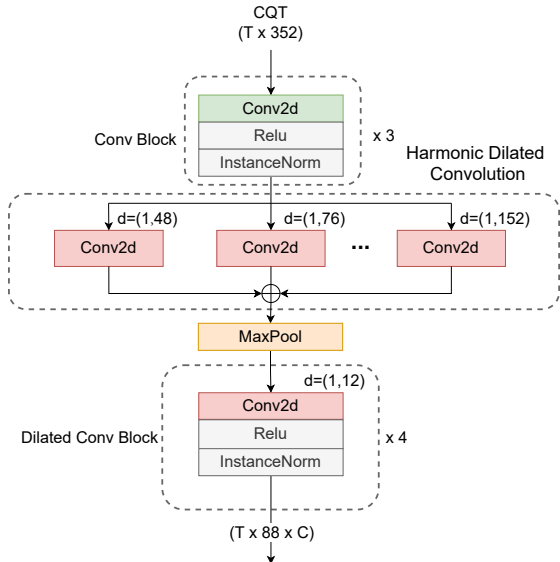 CQT
(T x 352)
Conv2d
Relu
InstanceNorm
Conv Block
x 3
Harmonic Dilated
Convolution
d=(1,48)
d=(1,76)
d=(1,152)
Conv2d
Conv2d
...
Conv2d
MaxPool
d=(1,12)
Conv2d
Relu
InstanceNorm
Dilated Conv Block
x 4
(T x 88 x C)